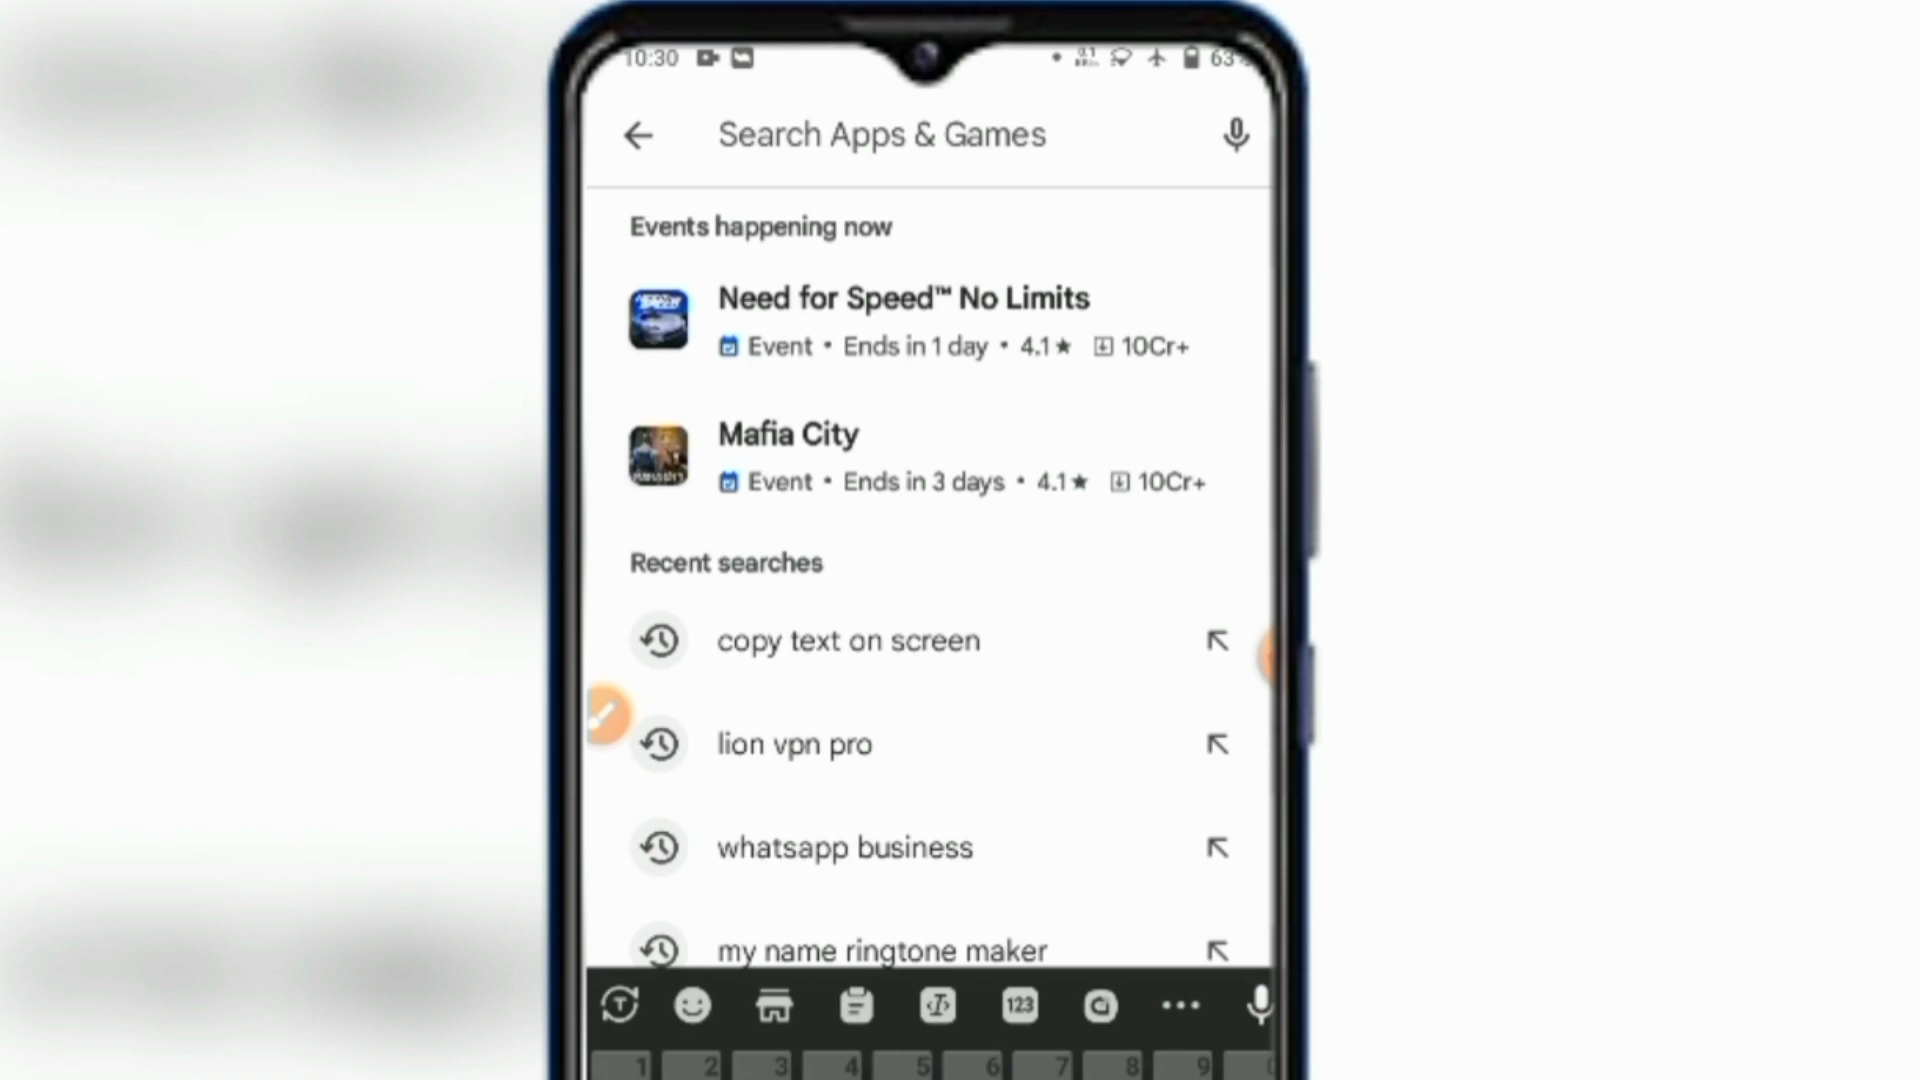 10:30 63%
Search Apps & Games
Events happening now
Need for Speed™ No Limits
Event • Ends in 1 day • 4.1★ 10Cr+
Mafia City
Event • Ends in 3 days • 4.1★ 10Cr+
Recent searches
copy text on screen
lion vpn pro
whatsapp business
my name ringtone maker
123
1 2 3 4 5 6 7 8 9